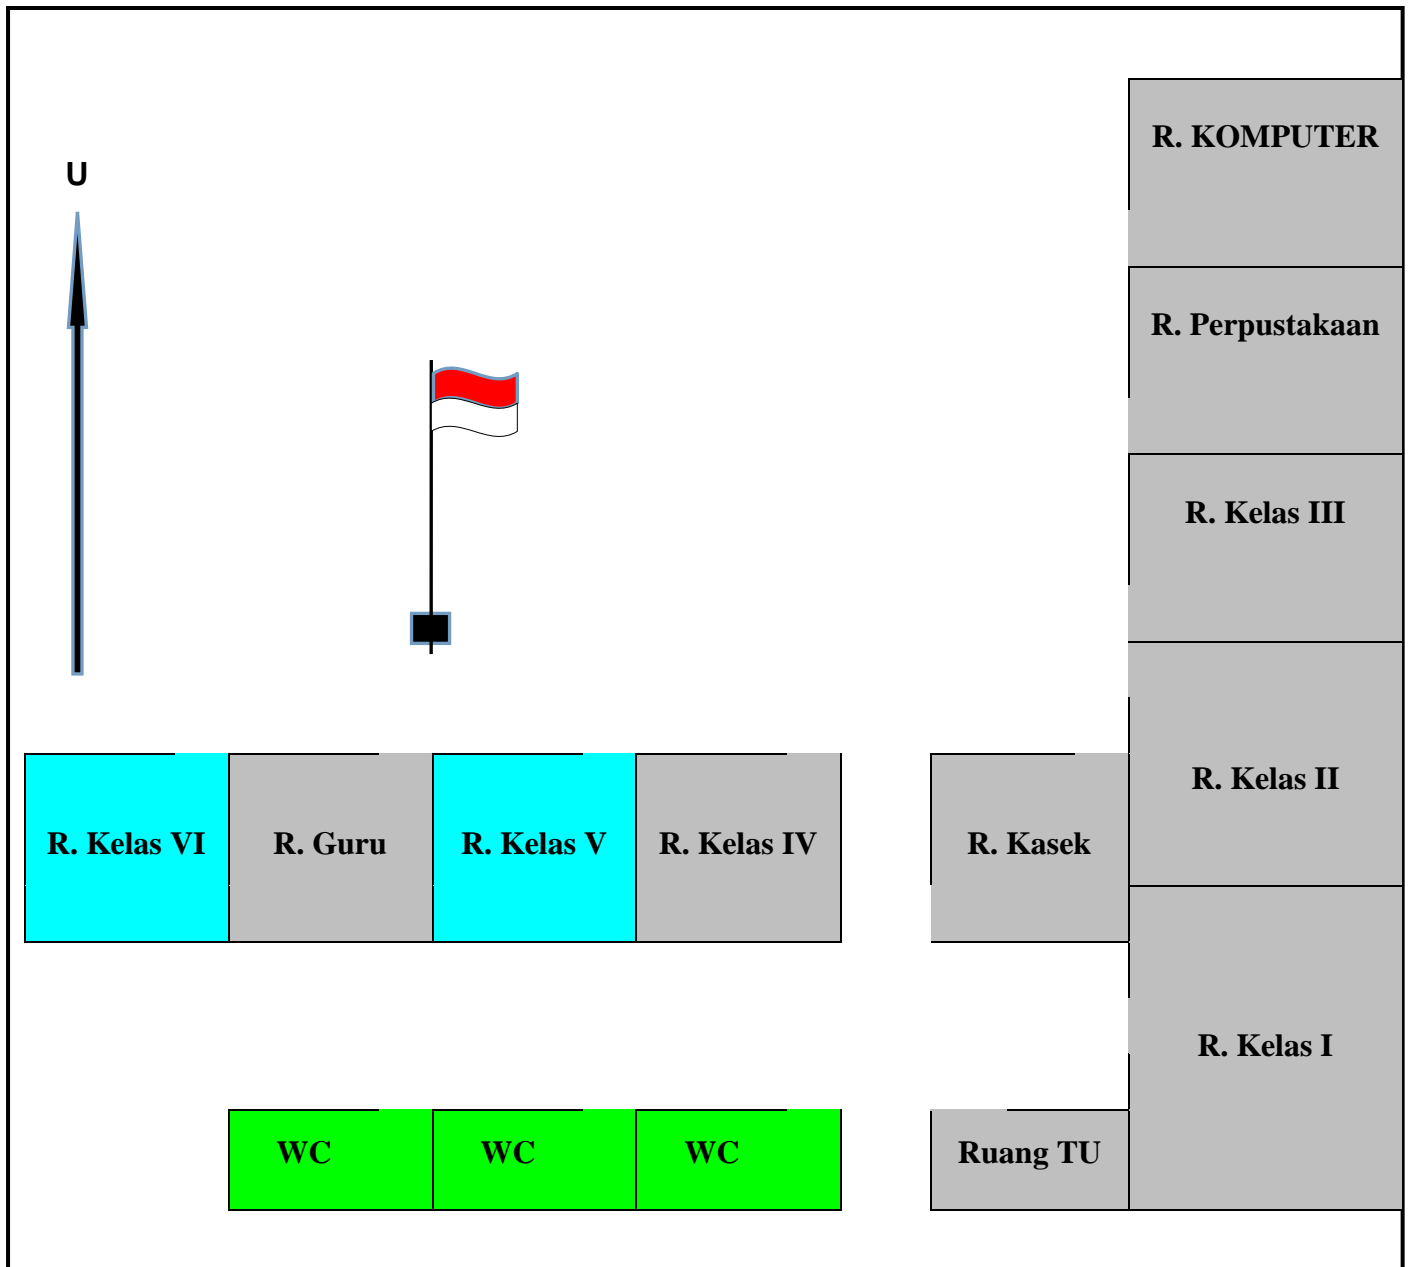 R. KOMPUTER
U
R. Perpustakaan
R. Kelas III
R. Kelas II
R. Kelas VI
R. Guru
R. Kelas V
R. Kelas IV
R. Kasek
R. Kelas I
WC
WC
WC
Ruang TU